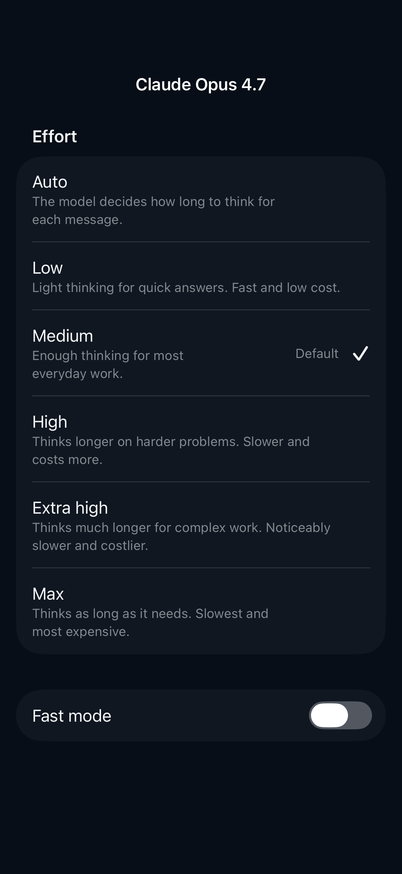 Claude Opus 4.7
Effort
Auto
The model decides how long to think for
each message.
Low
Light thinking for quick answers. Fast and low cost.
Medium
Enough thinking for most
everyday work.
Default
High
Thinks longer on harder problems. Slower and
costs more.
Extra high
Thinks much longer for complex work. Noticeably
slower and costlier.
Max
Thinks as long as it needs. Slowest and
most expensive.
Fast mode